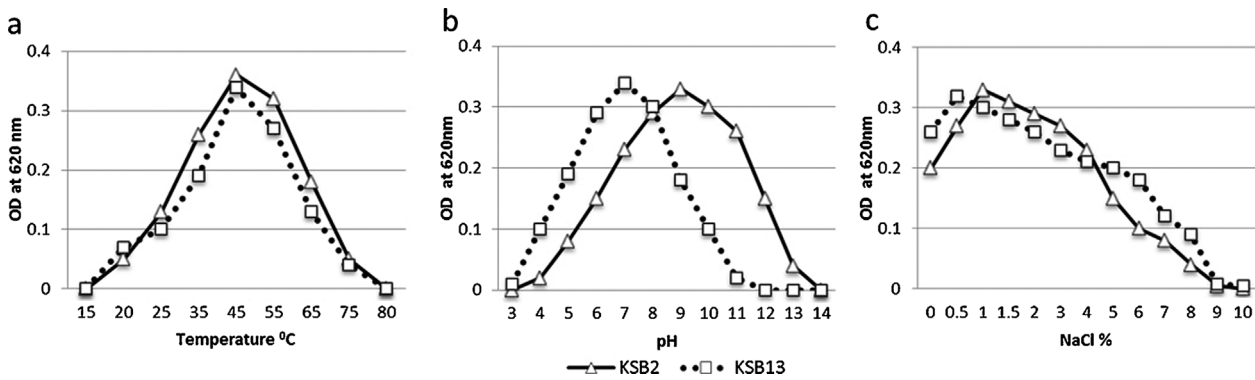 a
0.4
0.3
0.2
0.1
0
OD at 620 nm
15 20 25 35 45 55 65 75 80
Temperature ⁰C
b
0.4
0.3
0.2
0.1
0
OD at 620nm
3 4 5 6 7 8 9 10 11 12 13 14
pH
c
0.4
0.3
0.2
0.1
0
OD at 620nm
0 0.5 1 1.5 2 3 4 5 6 7 8 9 10
NaCl %
KSB2 KSB13